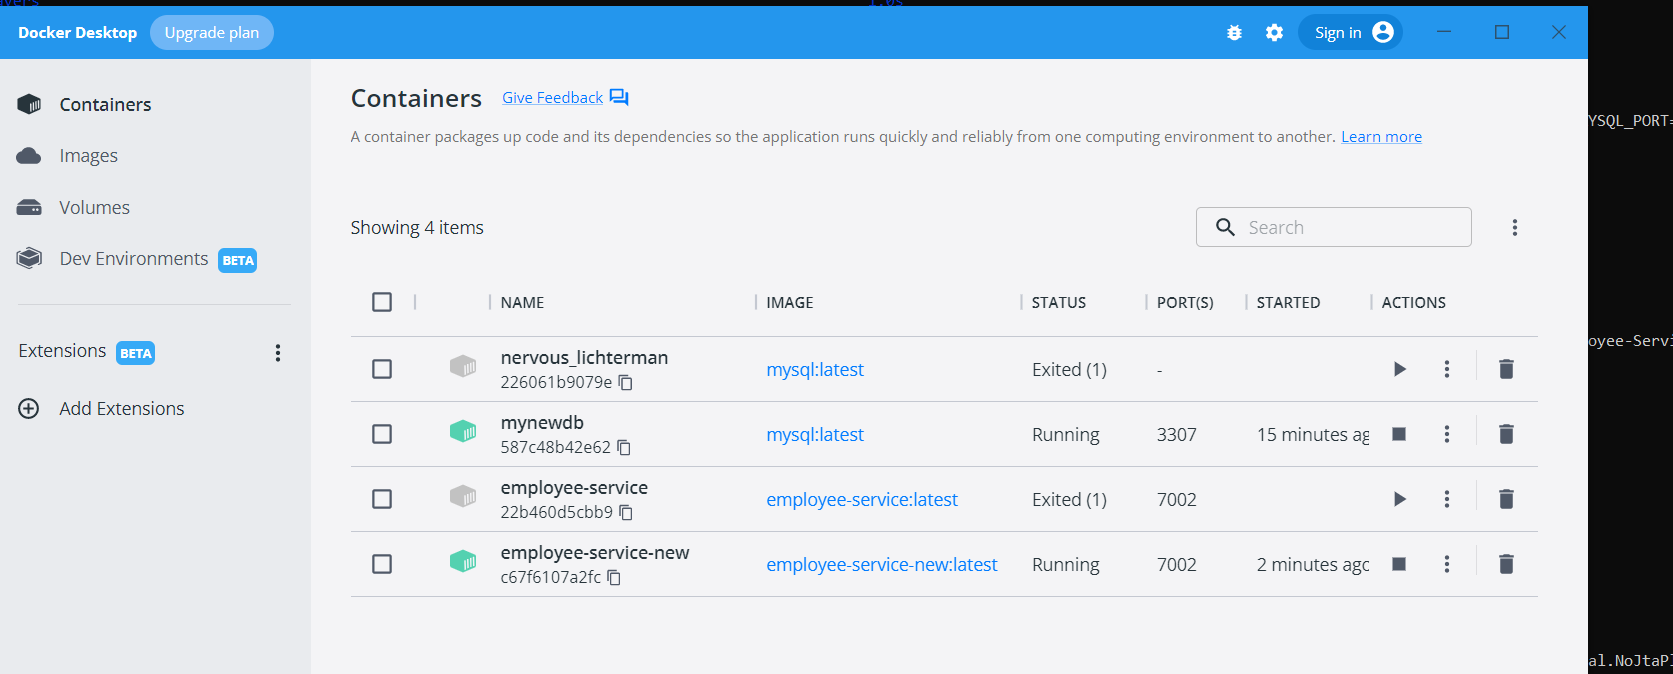 avers 1.0s
Docker Desktop Upgrade plan Sign in
Containers
Images
Volumes
Dev Environments BETA
Extensions BETA
Add Extensions
Containers Give Feedback
A container packages up code and its dependencies so the application runs quickly and reliably from one computing environment to another. Learn more
Showing 4 items Search
NAME IMAGE STATUS PORT(S) STARTED ACTIONS
nervous_lichterman
226061b9079e mysql:latest Exited (1) -
mynewdb
587c48b42e62 mysql:latest Running 3307 15 minutes ag
employee-service
22b460d5cbb9 employee-service:latest Exited (1) 7002
employee-service-new
c67f6107a2fc employee-service-new:latest Running 7002 2 minutes ago
YSQL_PORT=
oyee-Servi
al.NoJtaPl